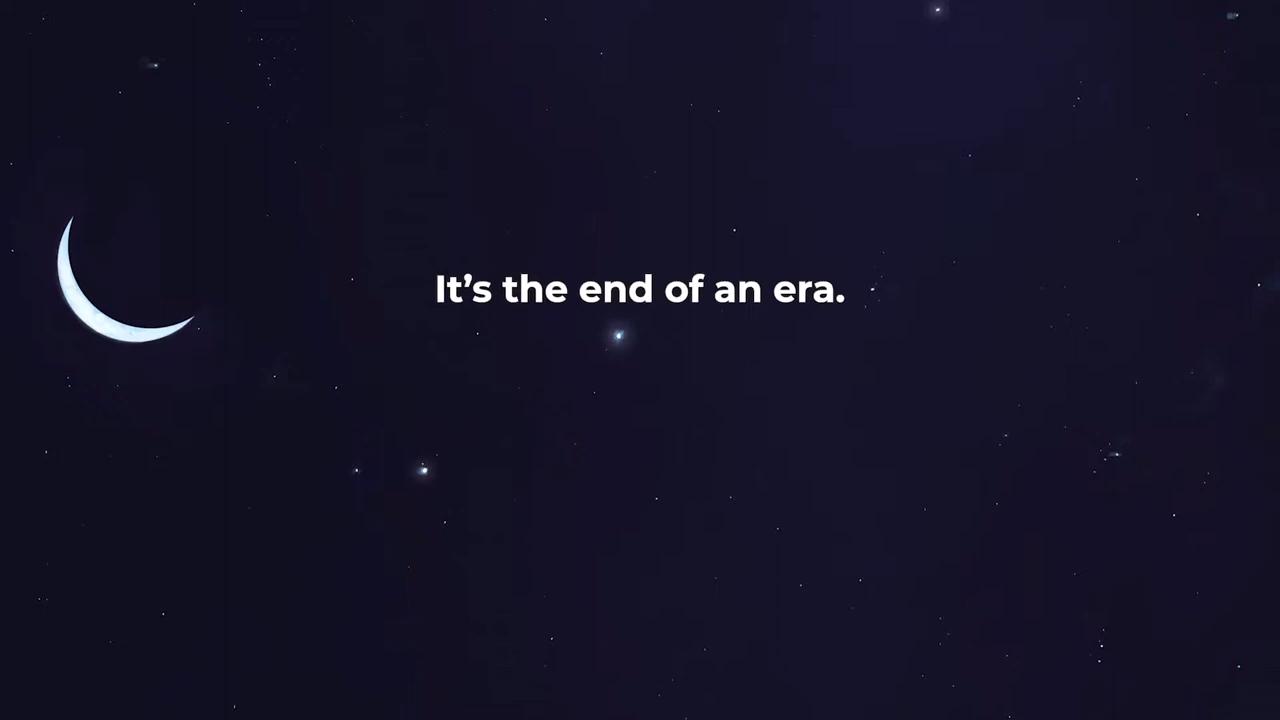 It’s the end of an era.